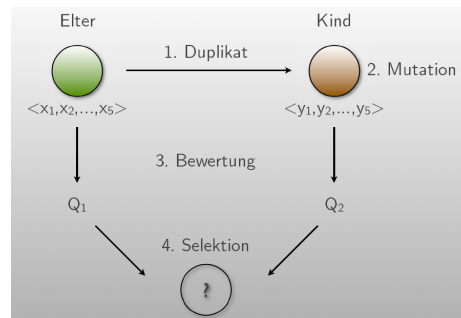 Elter
Kind
1. Duplikat
2. Mutation
<x₁,x₂,...,x₅>
<y₁,y₂,...,y₅>
3. Bewertung
Q₁
Q₂
4. Selektion
?